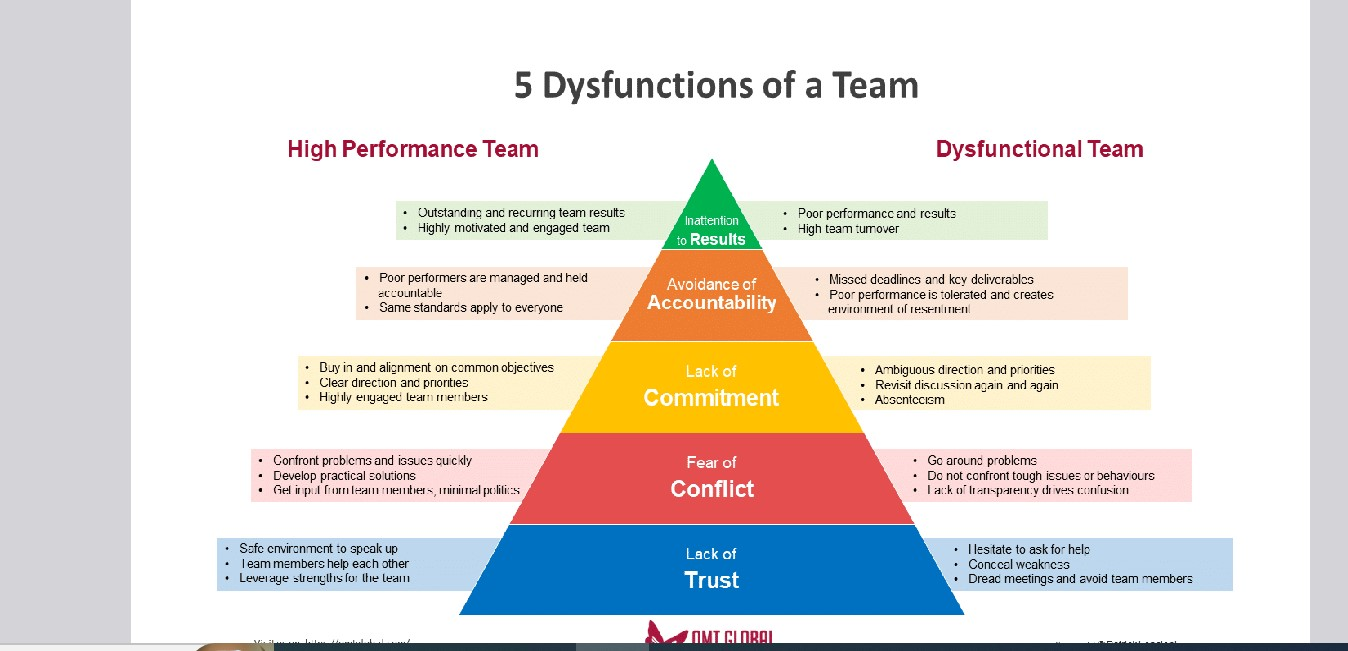 5 Dysfunctions of a Team
High Performance Team
Dysfunctional Team
• Outstanding and recurring team results
• Highly motivated and engaged team
Inattention
to Results
• Poor performance and results
• High team turnover
• Poor performers are managed and held
accountable
• Same standards apply to everyone
Avoidance of
Accountability
• Missed deadlines and key deliverables
• Poor performance is tolerated and creates
environment of resentment
• Buy in and alignment on common objectives
• Clear direction and priorities
• Highly engaged team members
Lack of
Commitment
• Ambiguous direction and priorities
• Revisit discussion again and again
• Absenteeism
• Confront problems and issues quickly
• Develop practical solutions
• Get input from team members, minimal politics
Fear of
Conflict
• Go around problems
• Do not confront tough issues or behaviours
• Lack of transparency drives confusion
• Safe environment to speak up
• Team members help each other
• Leverage strengths for the team
Lack of
Trust
• Hesitate to ask for help
• Conceal weakness
• Dread meetings and avoid team members
GLOBAL